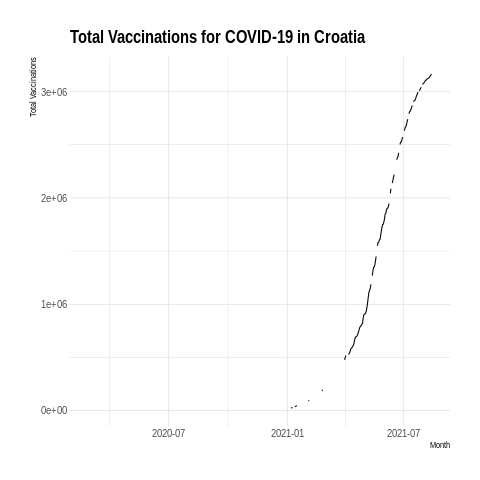 Total Vaccinations for COVID-19 in Croatia
Total Vaccinations
3e+06
2e+06
1e+06
0e+00
2020-07
2021-01
2021-07
Month